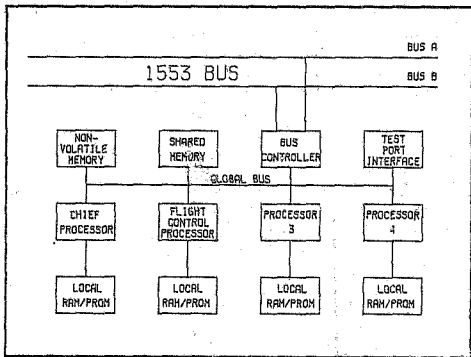 BUS A
1553 BUS
BUS B
NON-
VOLATILE
MEMORY
SHARED
MEMORY
BUS
CONTROLLER
TEST
PORT
INTERFACE
GLOBAL BUS
CHIEF
PROCESSOR
FLIGHT
CONTROL
PROCESSOR
PROCESSOR
3
PROCESSOR
4
LOCAL
RAM/PROM
LOCAL
RAM/PROM
LOCAL
RAM/PROM
LOCAL
RAM/PROM